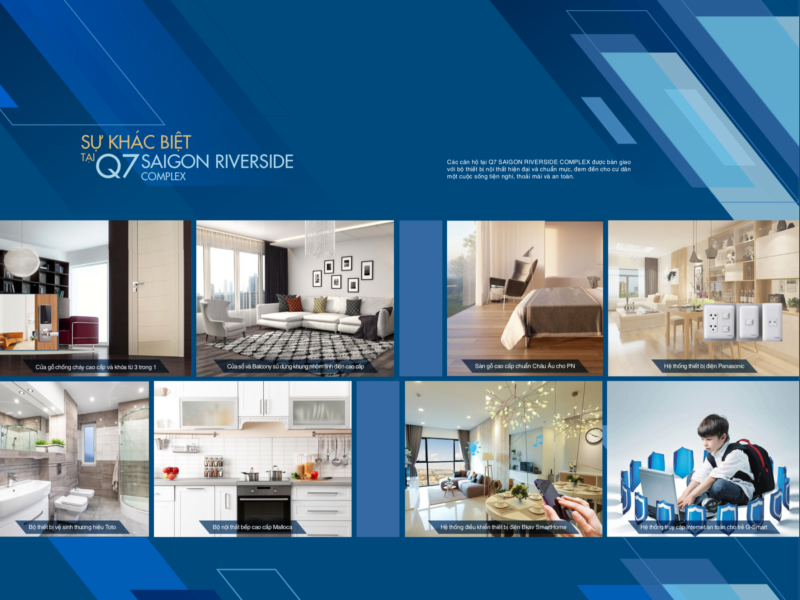 SỰ KHÁC BIỆT
TẠI Q7 SAIGON RIVERSIDE
COMPLEX
Các căn hộ tại Q7 SAIGON RIVERSIDE COMPLEX được bàn giao
với bộ thiết bị nội thất hiện đại và chuẩn mực, đem đến cho cư dân
một cuộc sống tiện nghi, thoải mái và an toàn.
Cửa gỗ chống cháy cao cấp và khóa từ 3 trong 1
Cửa sổ và Balcony sử dụng khung nhôm tĩnh điện cao cấp
Sàn gỗ cao cấp chuẩn Châu Âu cho PN
Hệ thống thiết bị điện Panasonic
Bộ thiết bị vệ sinh thương hiệu Toto
Bộ nội thất bếp cao cấp Malloca
Hệ thống điều khiển thiết bị điện Bkav SmartHome
Hệ thống truy cập Internet an toàn cho trẻ G-Smart